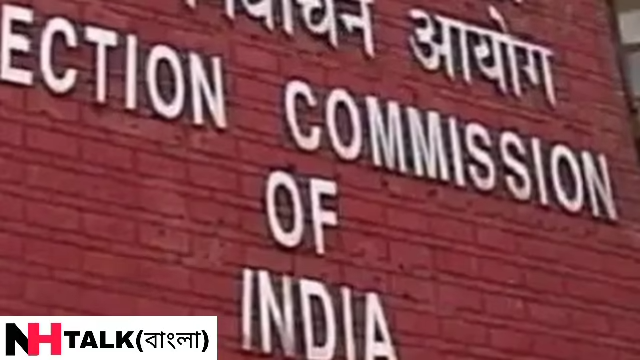 निर्वाचन आयोग
ECTION COMMISSION
OF
INDIA
NHTALK(বাংলা)